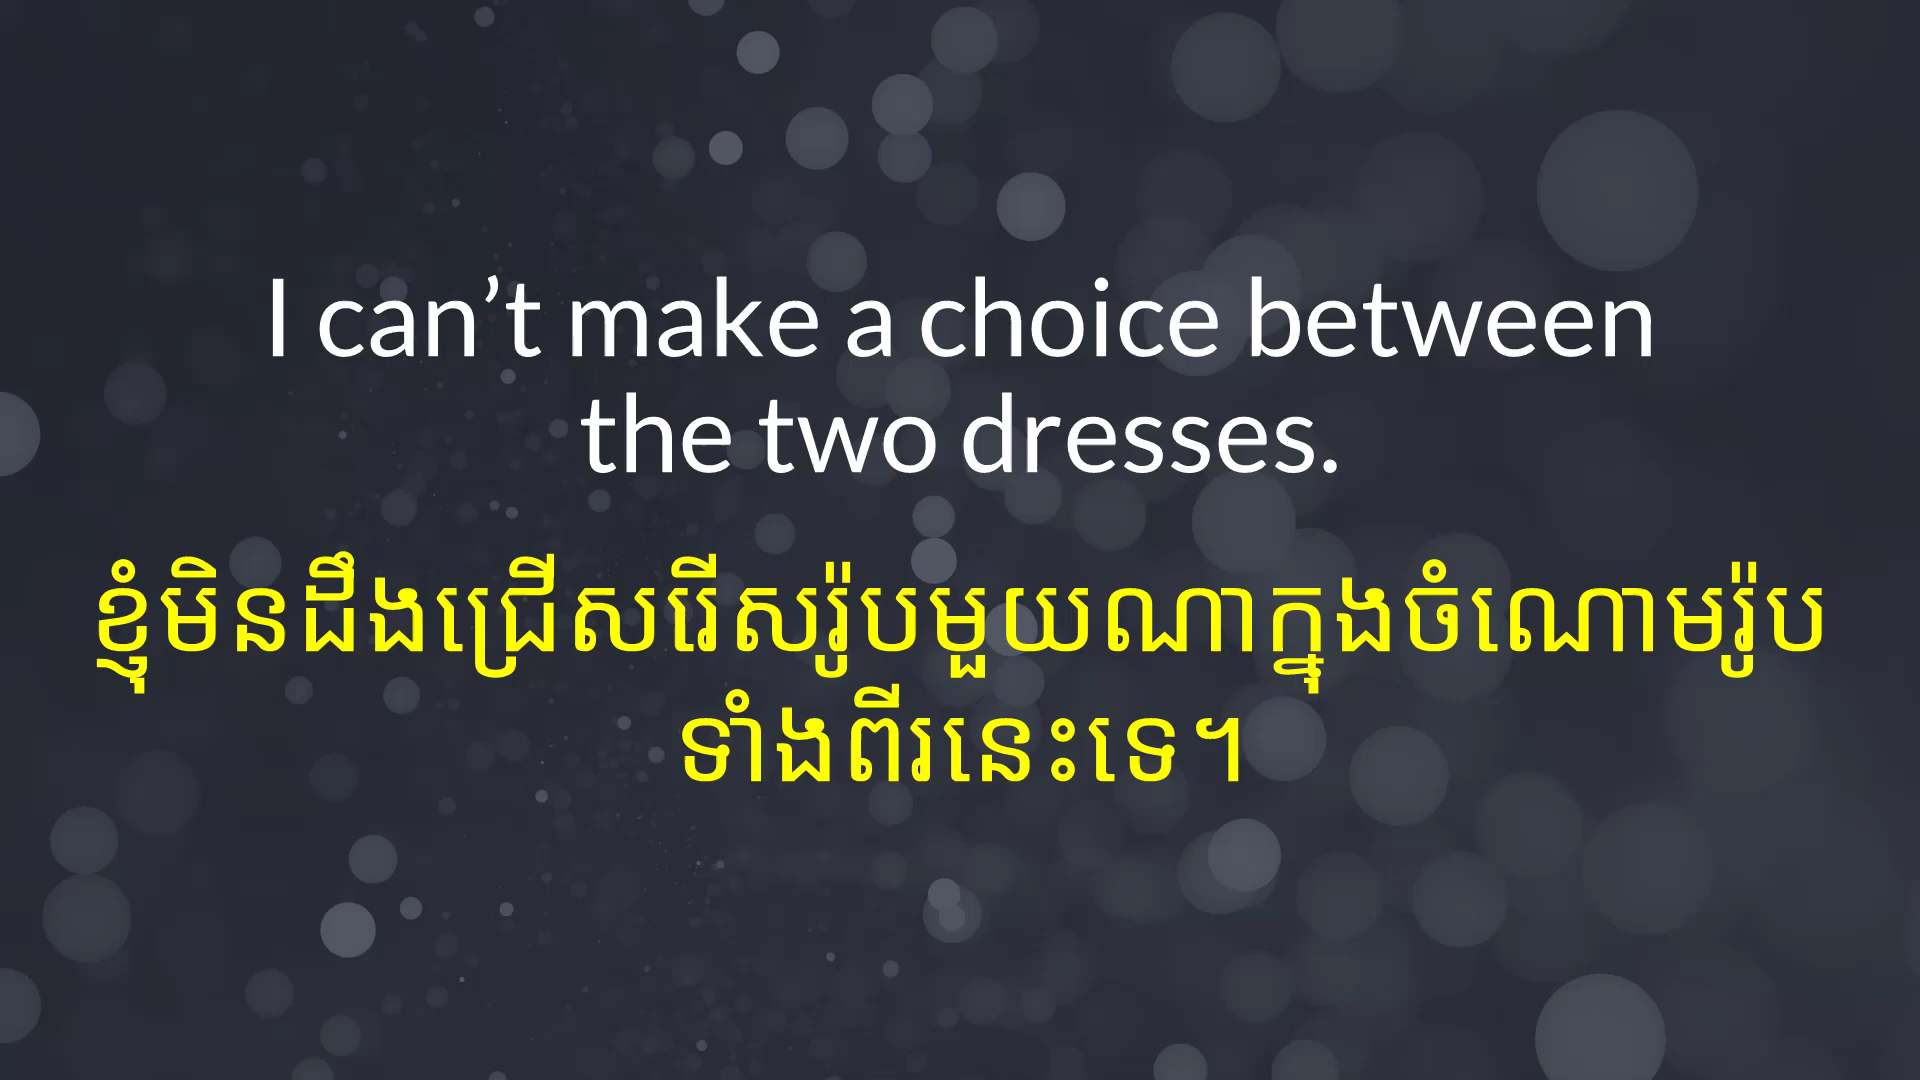 I can’t make a choice between
the two dresses.
ខ្ញុំមិនដឹងជ្រើសរើសរ៉ូបមួយណាក្នុងចំណោមរ៉ូប
ទាំងពីរនេះទេ។